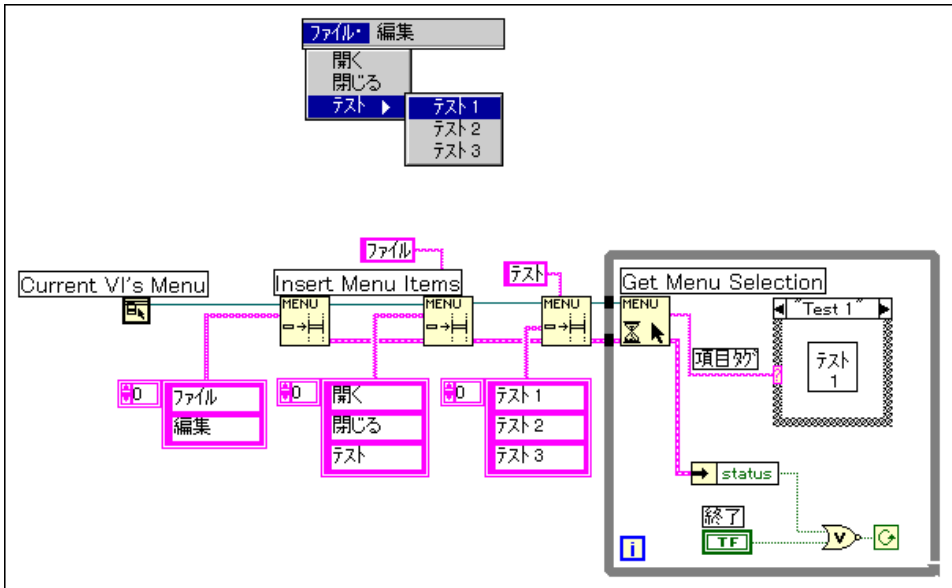 ファイル・ 編集
開く
閉じる
テスト
テスト 1
テスト 2
テスト 3
ファイル
テスト
Current VI's Menu
Insert Menu Items
Get Menu Selection
MENU
MENU
MENU
MENU
"Test 1"
テスト
1
項目タグ
?
0
ファイル
編集
0
開く
閉じる
テスト
0
テスト 1
テスト 2
テスト 3
status
終了
TF
V
i